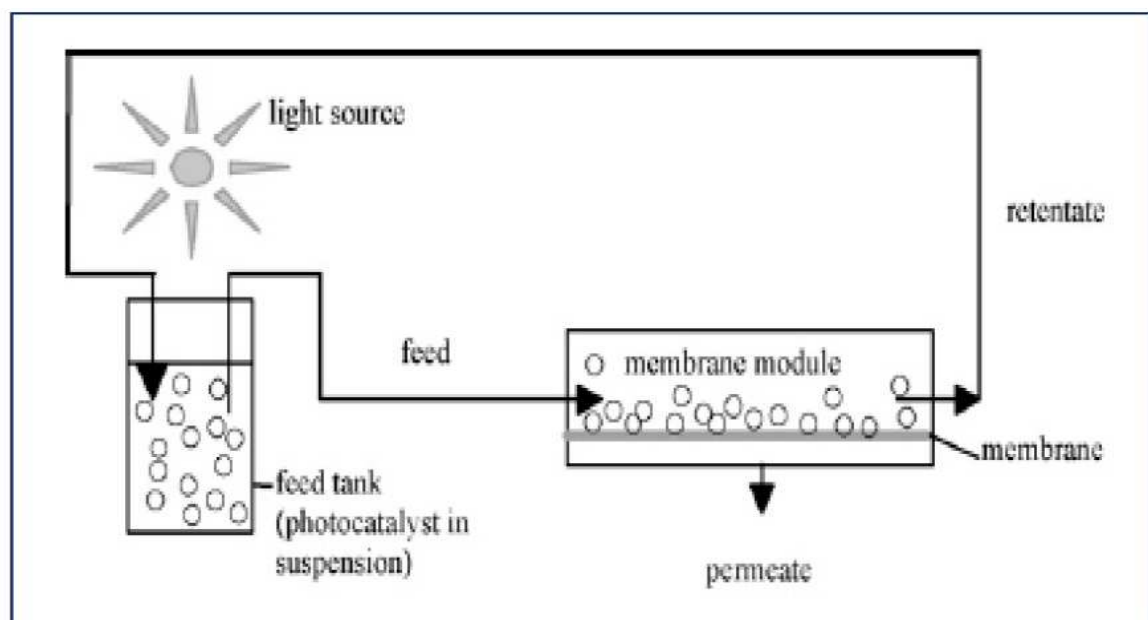 light source
retentate
feed
membrane module
membrane
feed tank
(photocatalyst in
suspension)
permeate